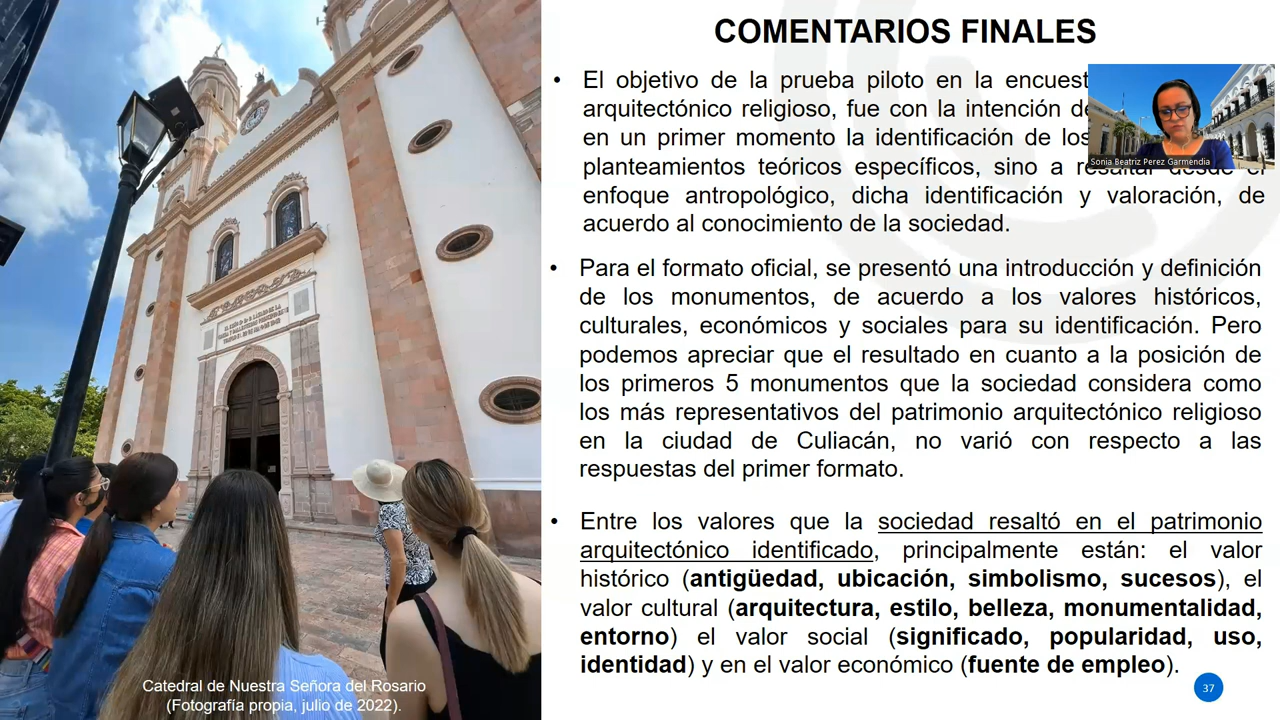 COMENTARIOS FINALES
• El objetivo de la prueba piloto en la
arquitectónico religioso, fue con la intención
en un primer momento la identificación de los
planteamientos teóricos específicos, sino a resaltar desde el
enfoque antropológico, dicha identificación y valoración, de
acuerdo al conocimiento de la sociedad.
Sonia Beatriz Perez Garmendia
• Para el formato oficial, se presentó una introducción y definición
de los monumentos, de acuerdo a los valores históricos,
culturales, económicos y sociales para su identificación. Pero
podemos apreciar que el resultado en cuanto a la posición de
los primeros 5 monumentos que la sociedad considera como
los más representativos del patrimonio arquitectónico religioso
en la ciudad de Culiacán, no varió con respecto a las
respuestas del primer formato.
• Entre los valores que la sociedad resaltó en el patrimonio
arquitectónico identificado, principalmente están: el valor
histórico (antigüedad, ubicación, simbolismo, sucesos), el
valor cultural (arquitectura, estilo, belleza, monumentalidad,
entorno) el valor social (significado, popularidad, uso,
identidad) y en el valor económico (fuente de empleo).
Catedral de Nuestra Señora del Rosario
(Fotografía propia, julio de 2022).
37